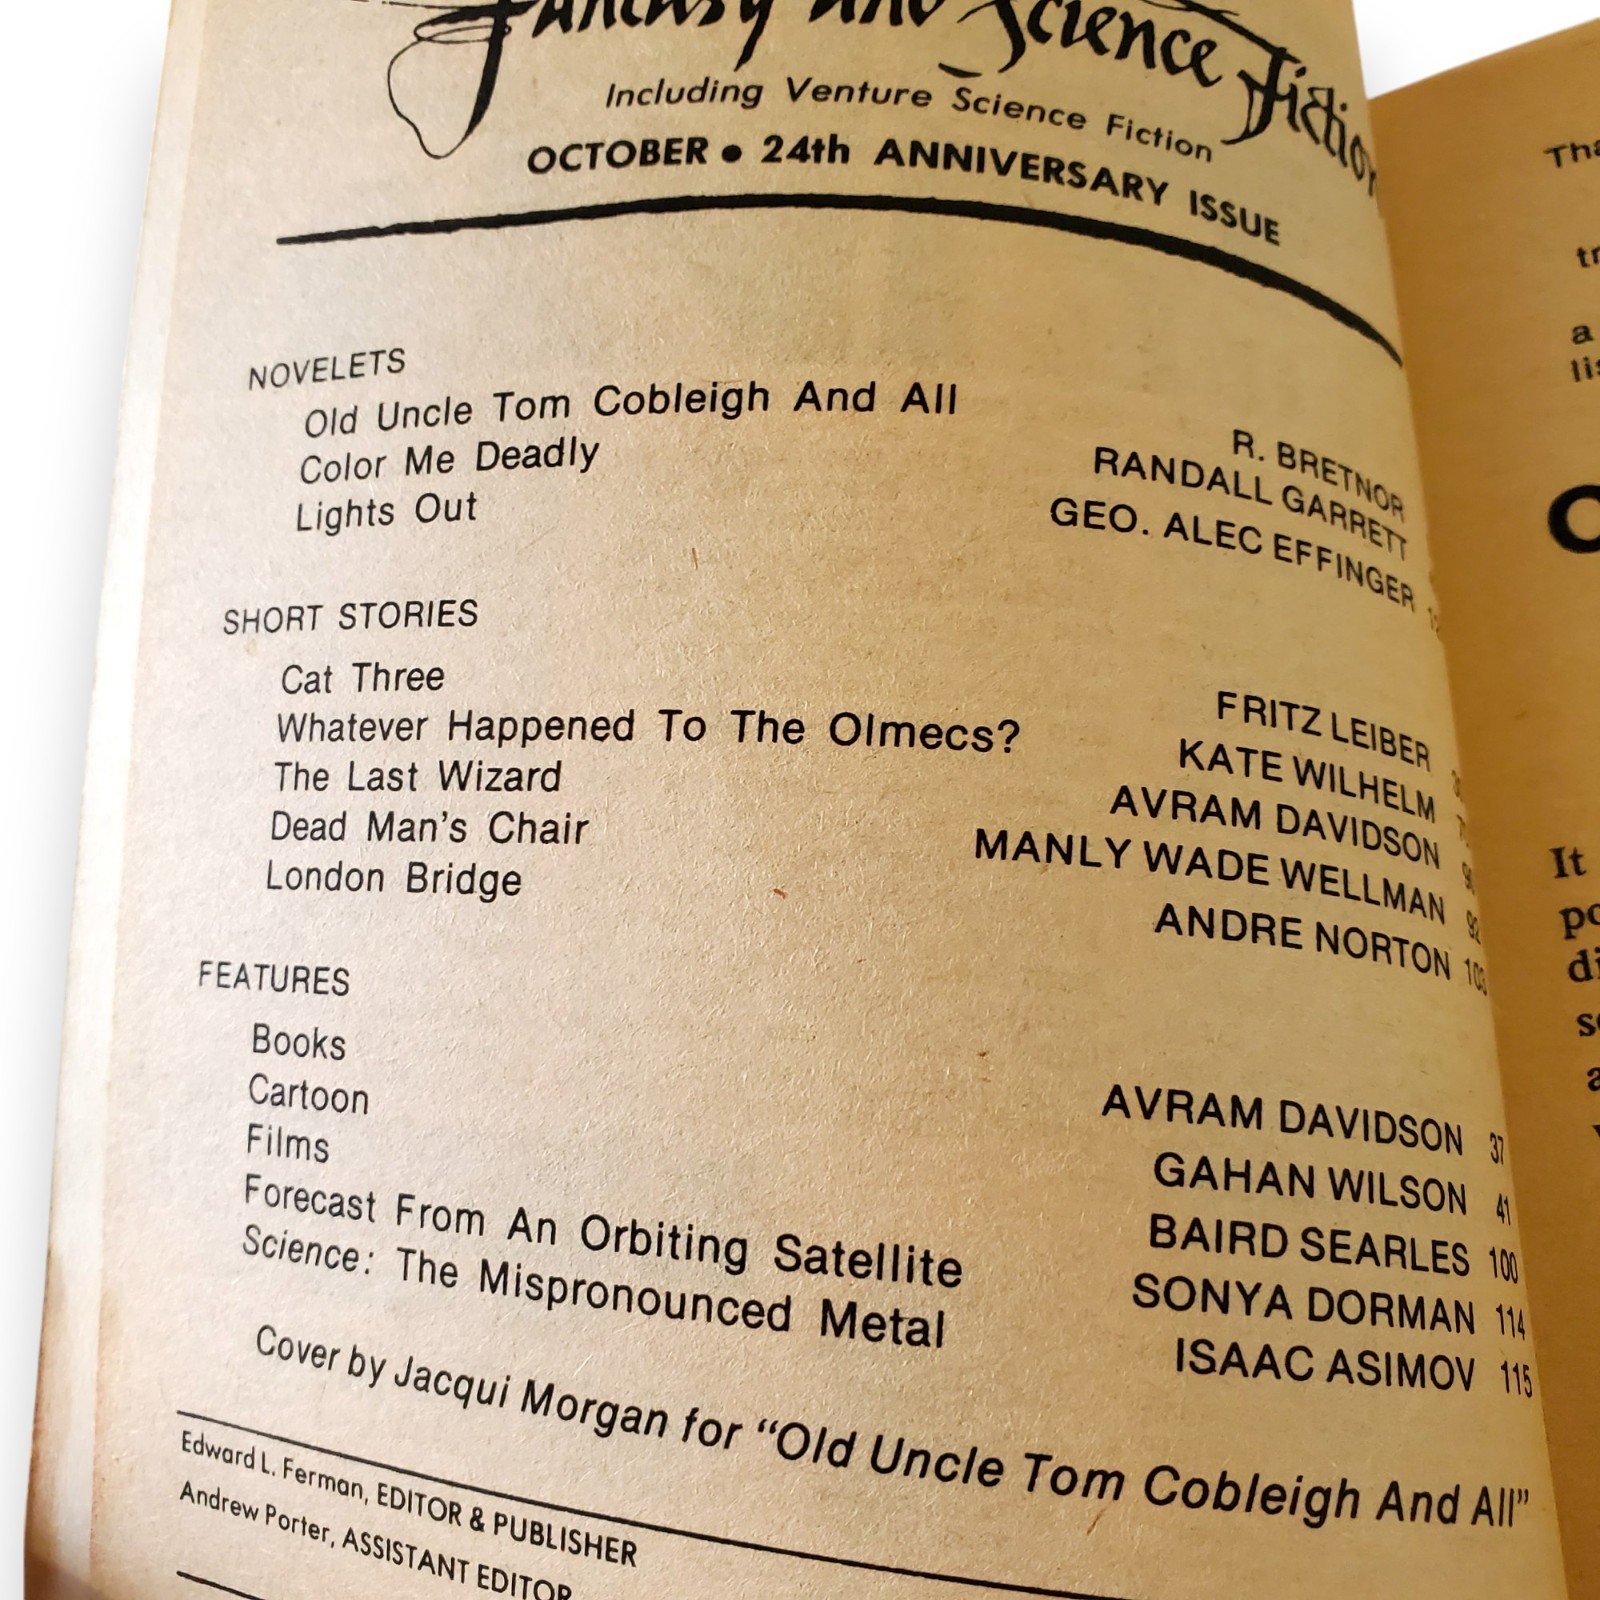 Fantasy and Science Fiction
Including Venture Science Fiction
OCTOBER • 24th ANNIVERSARY ISSUE
NOVELETS
Old Uncle Tom Cobleigh And All R. BRETNOR
Color Me Deadly RANDALL GARRETT
Lights Out GEO. ALEC EFFINGER
SHORT STORIES
Cat Three FRITZ LEIBER
Whatever Happened To The Olmecs? KATE WILHELM
The Last Wizard AVRAM DAVIDSON
Dead Man's Chair MANLY WADE WELLMAN 92
London Bridge ANDRE NORTON 103
FEATURES
Books AVRAM DAVIDSON 37
Cartoon GAHAN WILSON 41
Films BAIRD SEARLES 100
Forecast From An Orbiting Satellite SONYA DORMAN 114
Science: The Mispronounced Metal ISAAC ASIMOV 115
Cover by Jacqui Morgan for "Old Uncle Tom Cobleigh And All"
Edward L. Ferman, EDITOR & PUBLISHER
Andrew Porter, ASSISTANT EDITOR
a
It